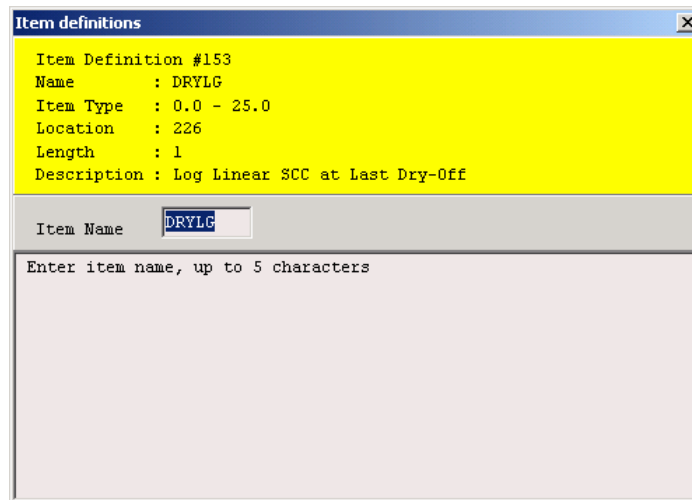 Item definitions
Item Definition #153
Name : DRYLG
Item Type : 0.0 - 25.0
Location : 226
Length : 1
Description : Log Linear SCC at Last Dry-Off
Item Name DRYLG
Enter item name, up to 5 characters